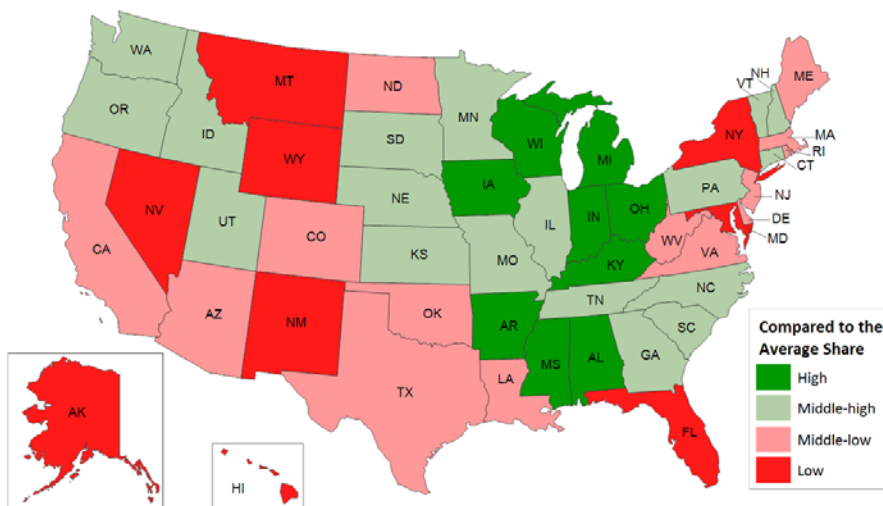 WA
MT
ND
ME
VT
NH
OR
MN
ID
SD
WI
NY
MA
RI
CT
WY
MI
IA
NE
PA
NJ
NV
UT
IL
IN
OH
DE
MD
CA
CO
KS
MO
WV
VA
KY
NC
TN
AZ
NM
OK
AR
SC
MS
AL
GA
TX
LA
FL
AK
HI
Compared to the
Average Share
High
Middle-high
Middle-low
Low